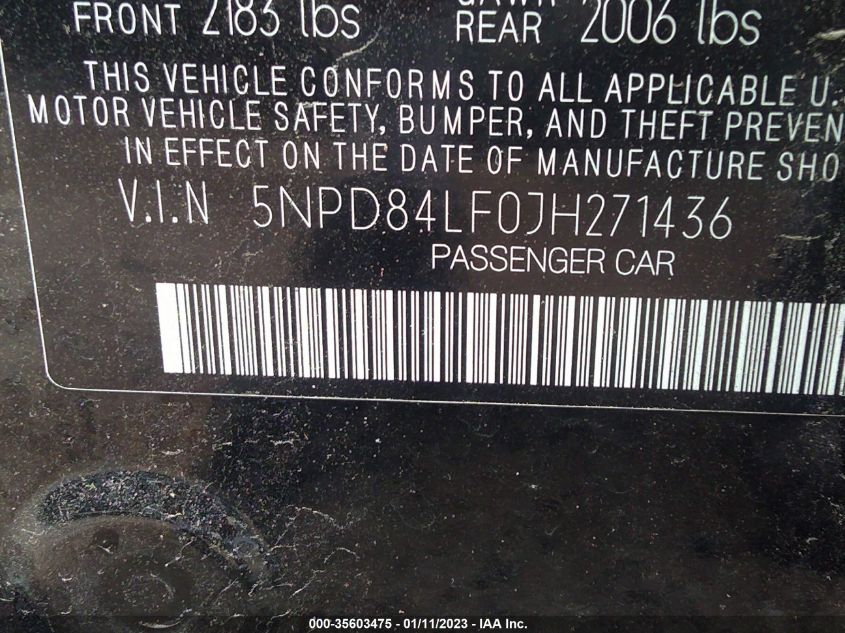 FRONT 2183 lbs REAR 2006 lbs
THIS VEHICLE CONFORMS TO ALL APPLICABLE U.
MOTOR VEHICLE SAFETY, BUMPER, AND THEFT PREVEN
IN EFFECT ON THE DATE OF MANUFACTURE SHO
V.I.N 5NPD84LF0JH271436
PASSENGER CAR
000-35603475 - 01/11/2023 - IAA Inc.